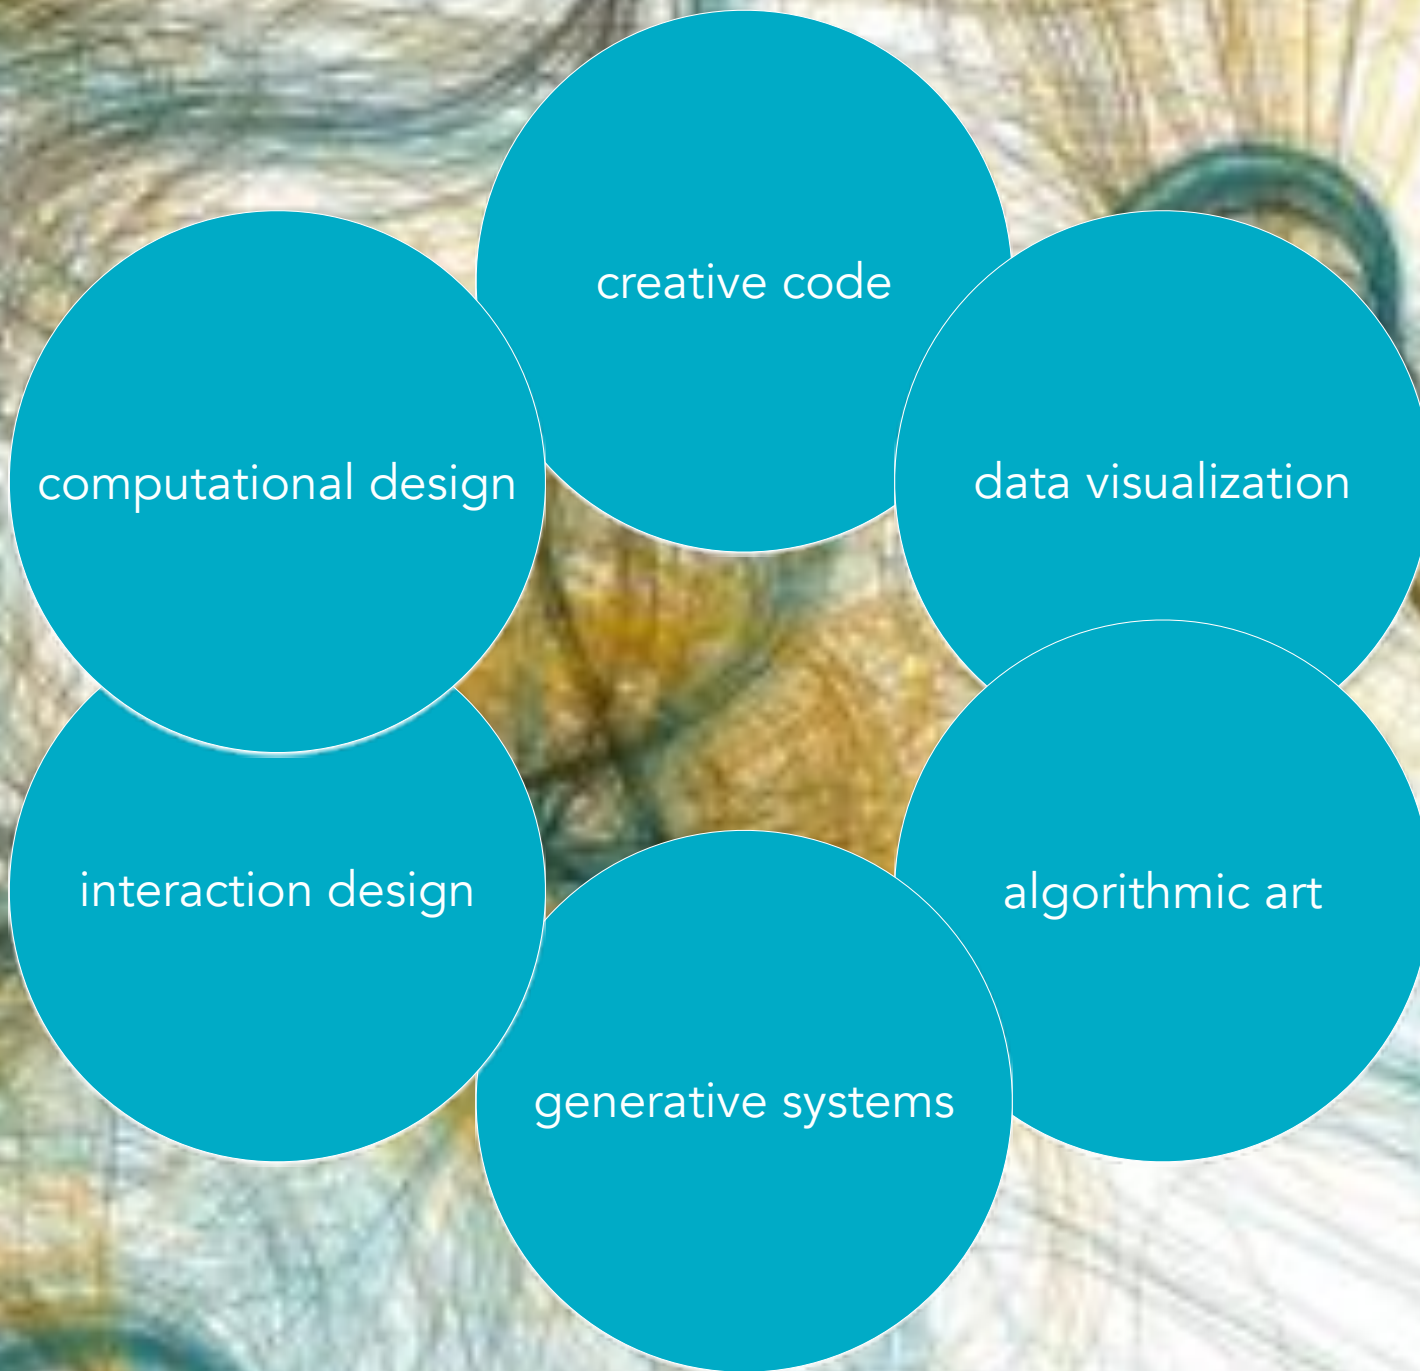 creative code
computational design
data visualization
interaction design
algorithmic art
generative systems